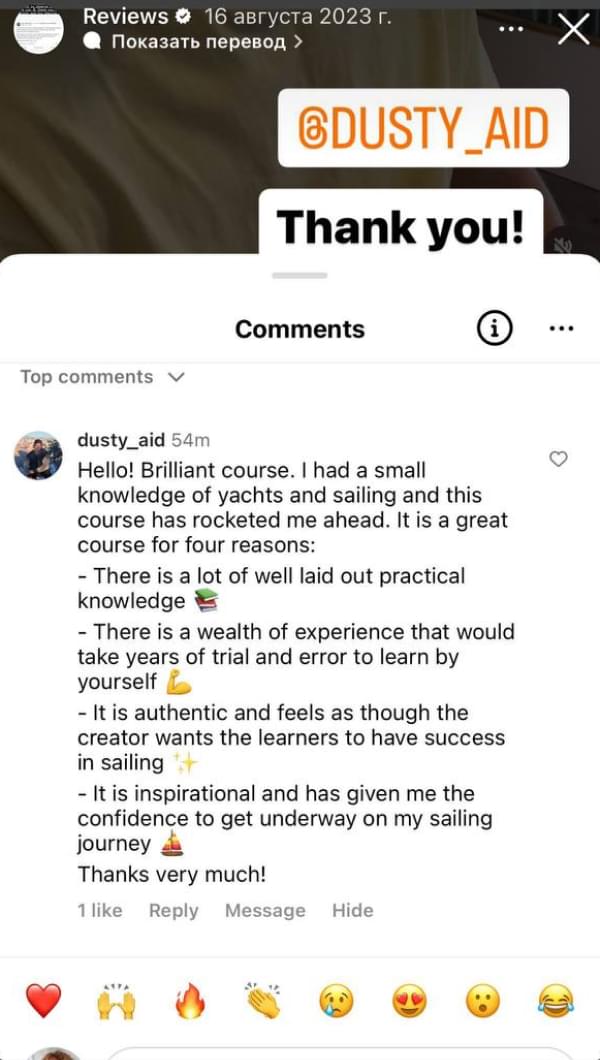 Reviews 16 августа 2023 г.
Показать перевод >
@DUSTY_AID
Thank you!
Comments
Top comments
dusty_aid 54m
Hello! Brilliant course. I had a small
knowledge of yachts and sailing and this
course has rocketed me ahead. It is a great
course for four reasons:
- There is a lot of well laid out practical
knowledge 📚
- There is a wealth of experience that would
take years of trial and error to learn by
yourself 💪
- It is authentic and feels as though the
creator wants the learners to have success
in sailing ✨
- It is inspirational and has given me the
confidence to get underway on my sailing
journey ⛵
Thanks very much!
1 like Reply Message Hide
❤️ 🙌 🔥 👏 😢 😍 😮 😂